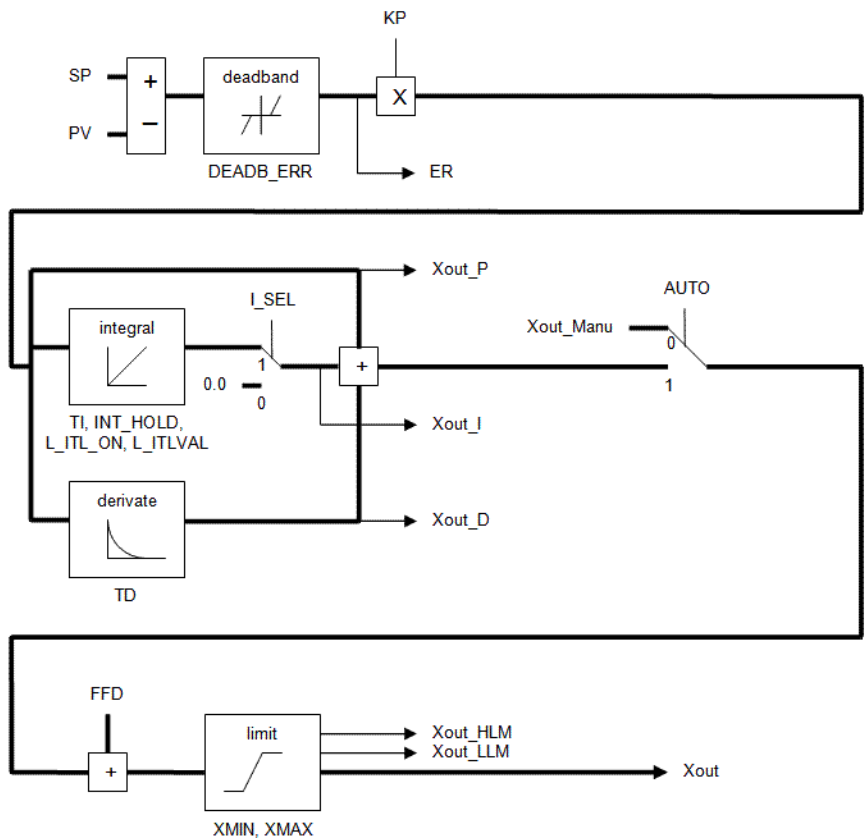 KP
SP
+
deadband
X
PV
−
DEADB_ERR
ER
Xout_P
I_SEL
AUTO
integral
Xout_Manu
0
1
+
0.0
0
1
TI, INT_HOLD,
L_ITL_ON, L_ITLVAL
Xout_I
derivate
Xout_D
TD
FFD
limit
Xout_HLM
Xout_LLM
+
Xout
XMIN, XMAX